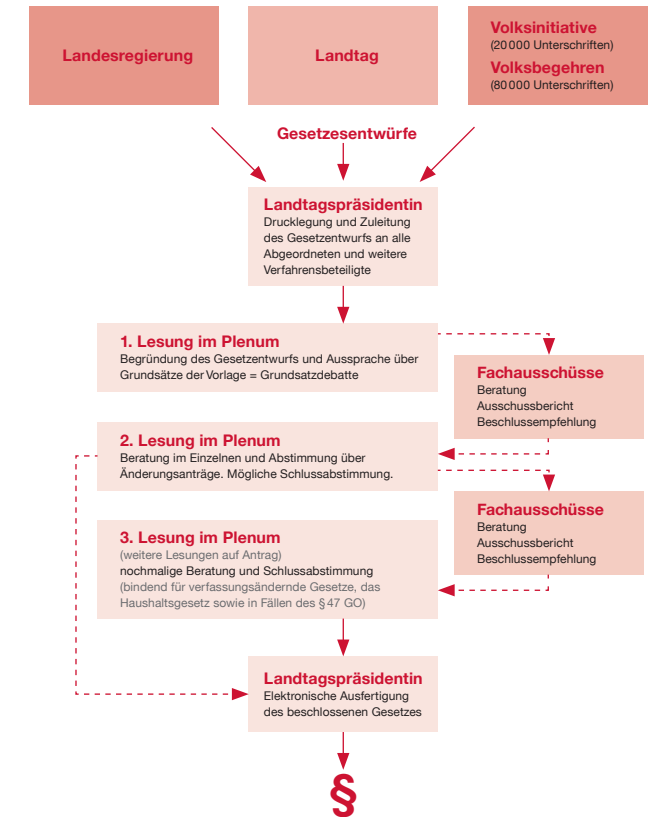 Landesregierung
Landtag
Volksinitiative
(20 000 Unterschriften)
Volksbegehren
(80 000 Unterschriften)
Gesetzesentwürfe
Landtagspräsidentin
Drucklegung und Zuleitung
des Gesetzentwurfs an alle
Abgeordneten und weitere
Verfahrensbeteiligte
1. Lesung im Plenum
Begründung des Gesetzentwurfs und Aussprache über
Grundsätze der Vorlage = Grundsatzdebatte
Fachausschüsse
Beratung
Ausschussbericht
Beschlussempfehlung
2. Lesung im Plenum
Beratung im Einzelnen und Abstimmung über
Änderungsanträge. Mögliche Schlussabstimmung.
Fachausschüsse
Beratung
Ausschussbericht
Beschlussempfehlung
3. Lesung im Plenum
(weitere Lesungen auf Antrag)
nochmalige Beratung und Schlussabstimmung
(bindend für verfassungsändernde Gesetze, das
Haushaltsgesetz sowie in Fällen des § 47 GO)
Landtagspräsidentin
Elektronische Ausfertigung
des beschlossenen Gesetzes
§